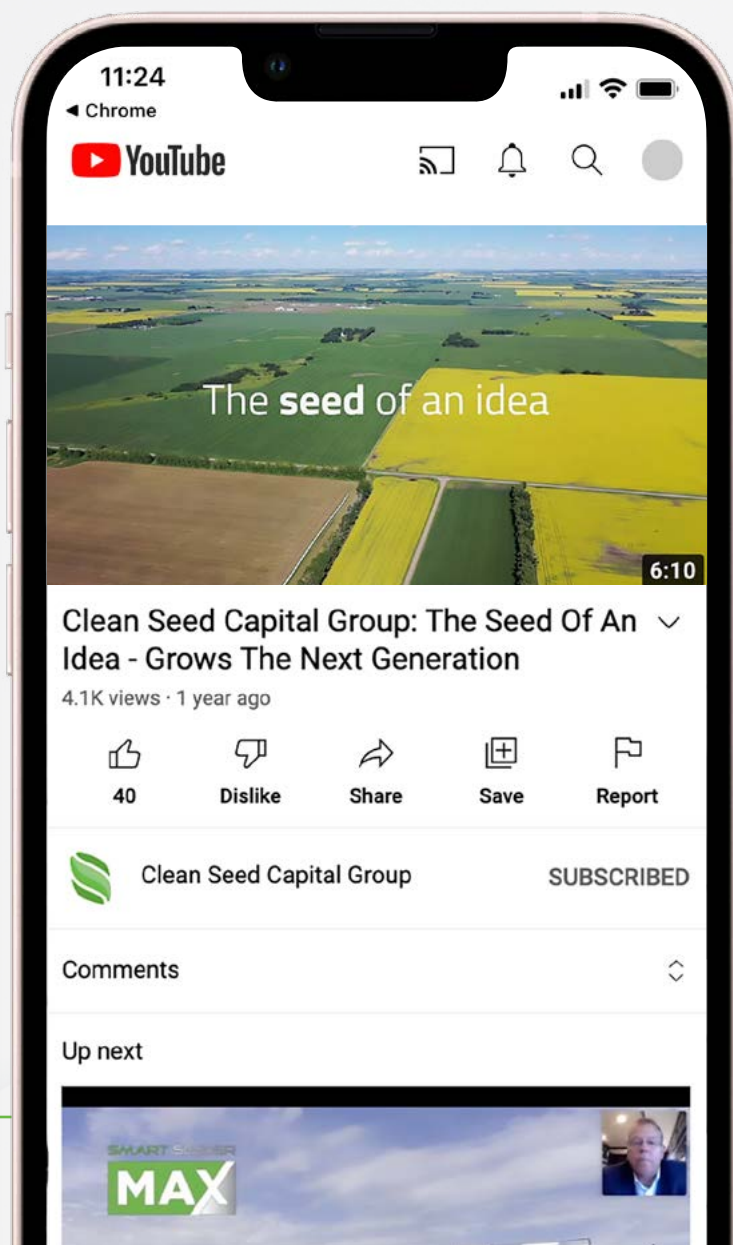 11:24
◀ Chrome
YouTube
The seed of an idea
6:10
Clean Seed Capital Group: The Seed Of An
Idea - Grows The Next Generation
4.1K views · 1 year ago
40
Dislike
Share
Save
Report
Clean Seed Capital Group
SUBSCRIBED
Comments
Up next
SMART SEEDER
MAX